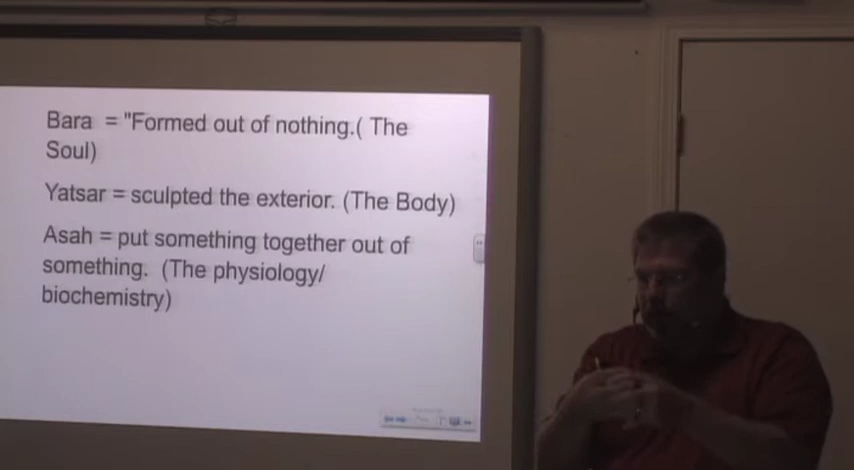 Bara = "Formed out of nothing.( The
Soul)
Yatsar = sculpted the exterior. (The Body)
Asah = put something together out of
something. (The physiology/
biochemistry)